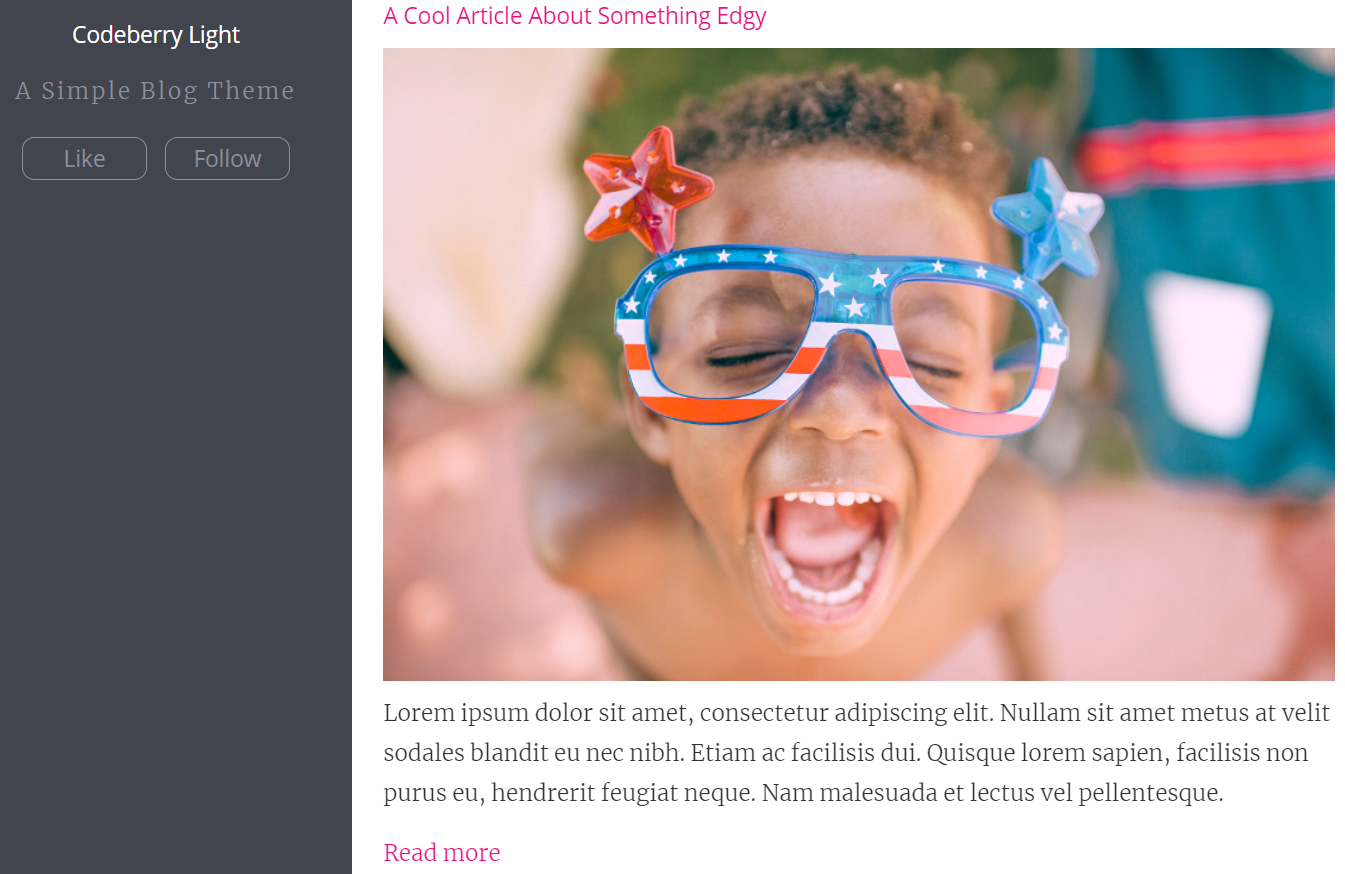 Codeberry Light
A Simple Blog Theme
Like
Follow
A Cool Article About Something Edgy
Lorem ipsum dolor sit amet, consectetur adipiscing elit. Nullam sit amet metus at velit
sodales blandit eu nec nibh. Etiam ac facilisis dui. Quisque lorem sapien, facilisis non
purus eu, hendrerit feugiat neque. Nam malesuada et lectus vel pellentesque.
Read more